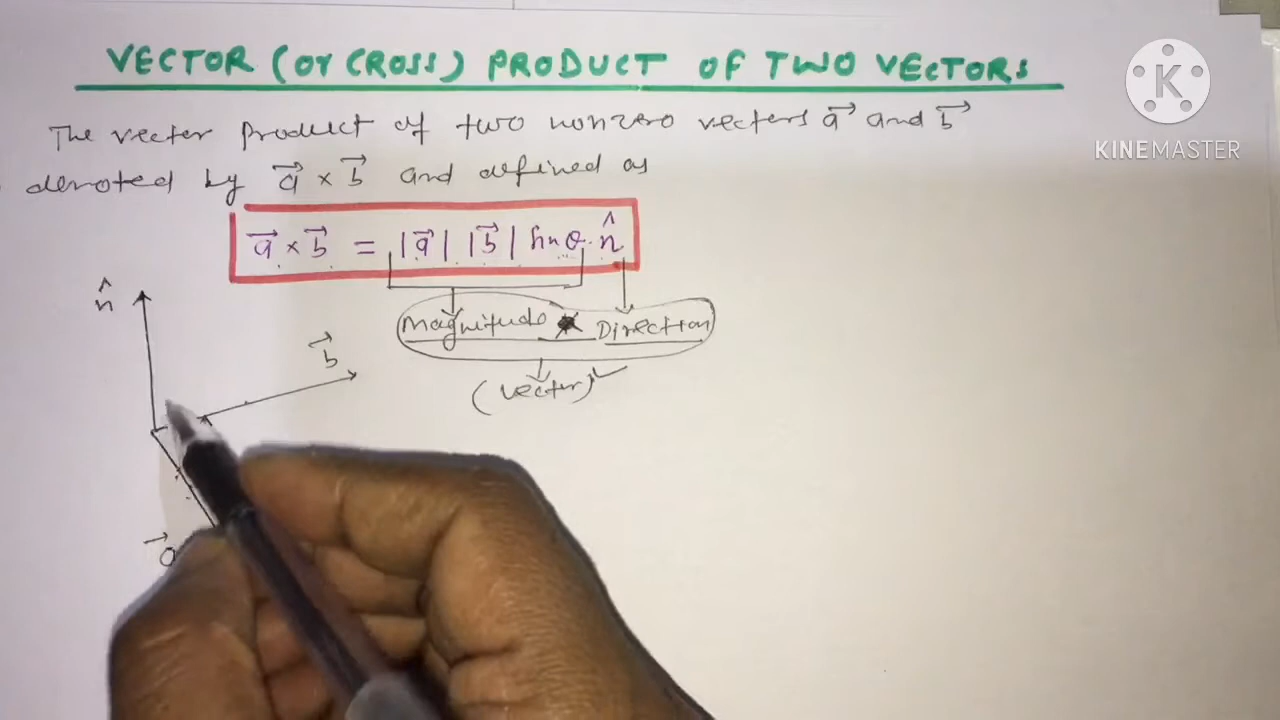 VECTOR (or CROSS) PRODUCT OF TWO VECTORS
K
KINEMASTER
The vector product of two nonzero vectors a⃗ and b⃗
denoted by a⃗ × b⃗ and defined as
a⃗ × b⃗ = |a⃗| |b⃗| sinθ. n̂
magnitude Direction
(vector)
n̂
b⃗
a⃗